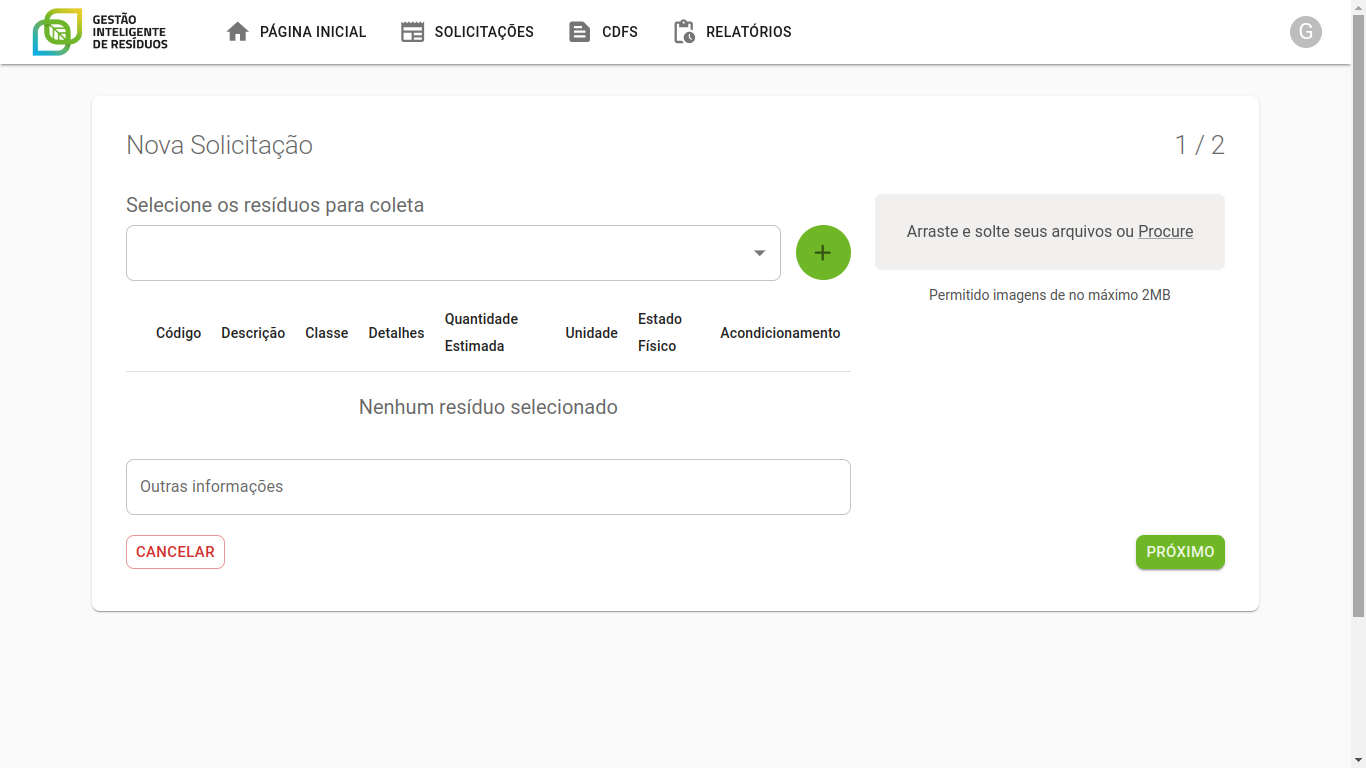 GESTÃO
INTELIGENTE
DE RESÍDUOS
PÁGINA INICIAL
SOLICITAÇÕES
CDFS
RELATÓRIOS
G
Nova Solicitação
1 / 2
Selecione os resíduos para coleta
Arraste e solte seus arquivos ou Procure
Permitido imagens de no máximo 2MB
Código
Descrição
Classe
Detalhes
Quantidade
Estimada
Unidade
Estado
Físico
Acondicionamento
Nenhum resíduo selecionado
Outras informações
CANCELAR
PRÓXIMO